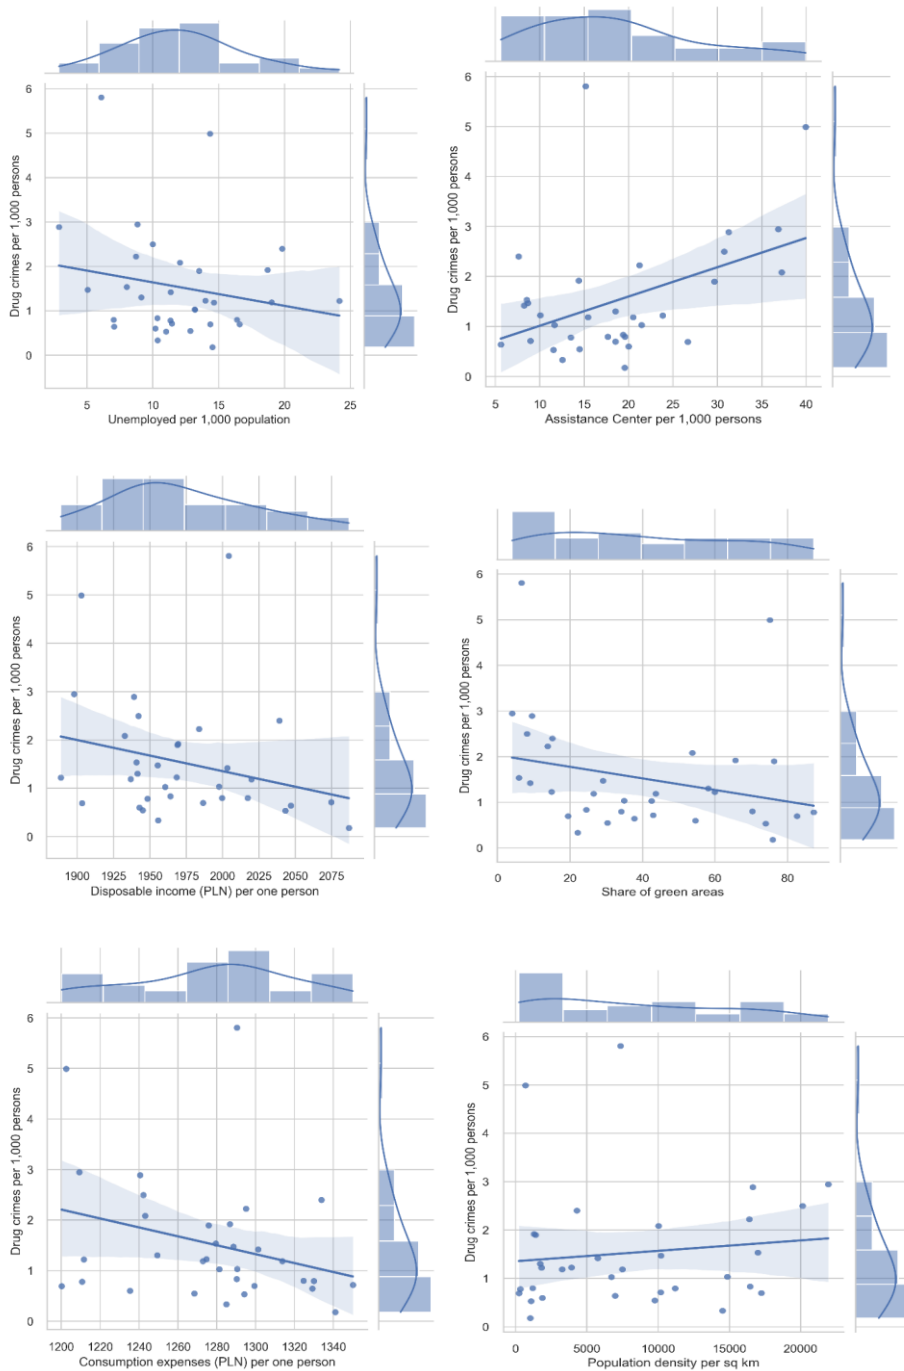 6
5
4
3
2
1
0
Drug crimes per 1,000 persons
5 10 15 20 25
Unemployed per 1,000 population
6
5
4
3
2
1
0
Drug crimes per 1,000 persons
5 10 15 20 25 30 35 40
Assistance Center per 1,000 persons
6
5
4
3
2
1
0
Drug crimes per 1,000 persons
1900 1925 1950 1975 2000 2025 2050 2075
Disposable income (PLN) per one person
6
5
4
3
2
1
0
Drug crimes per 1,000 persons
0 20 40 60 80
Share of green areas
6
5
4
3
2
1
0
Drug crimes per 1,000 persons
1200 1220 1240 1260 1280 1300 1320 1340
Consumption expenses (PLN) per one person
6
5
4
3
2
1
0
Drug crimes per 1,000 persons
0 5000 10000 15000 20000
Population density per sq km